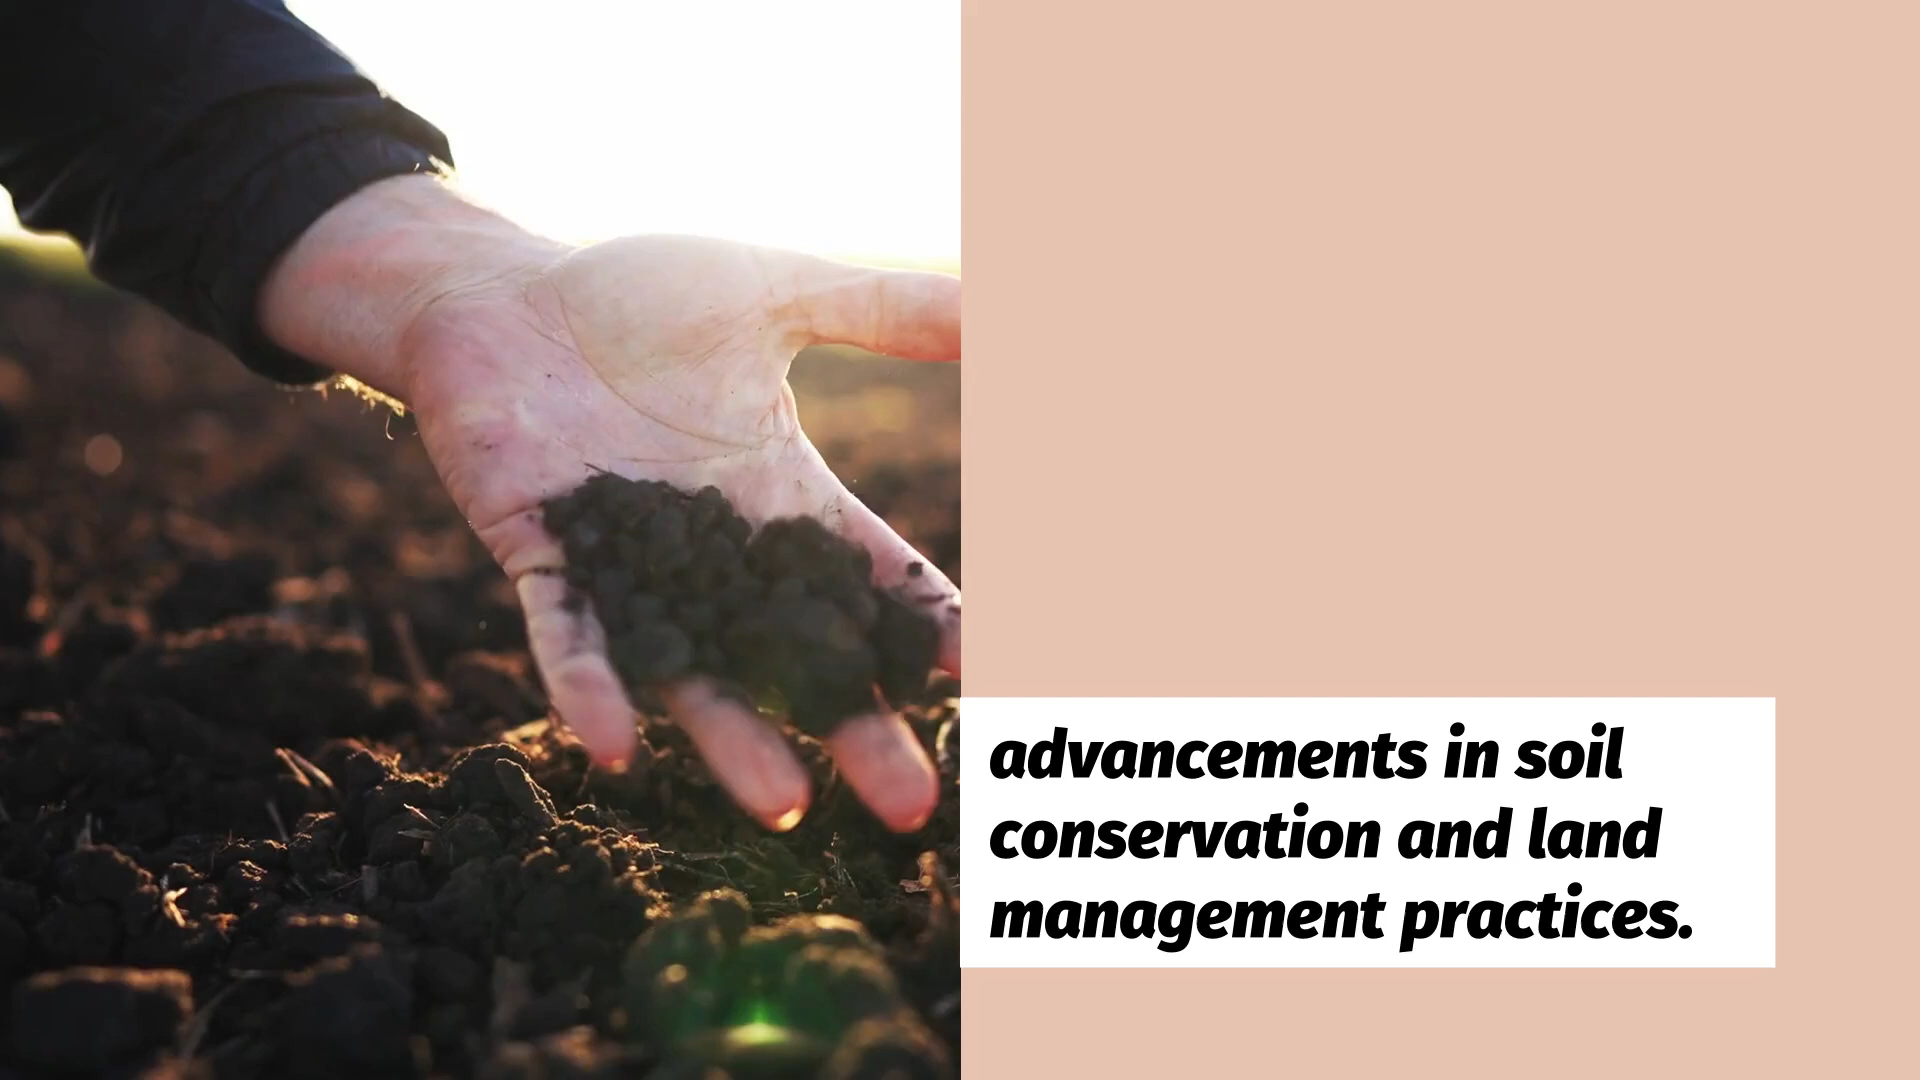 advancements in soil
conservation and land
management practices.